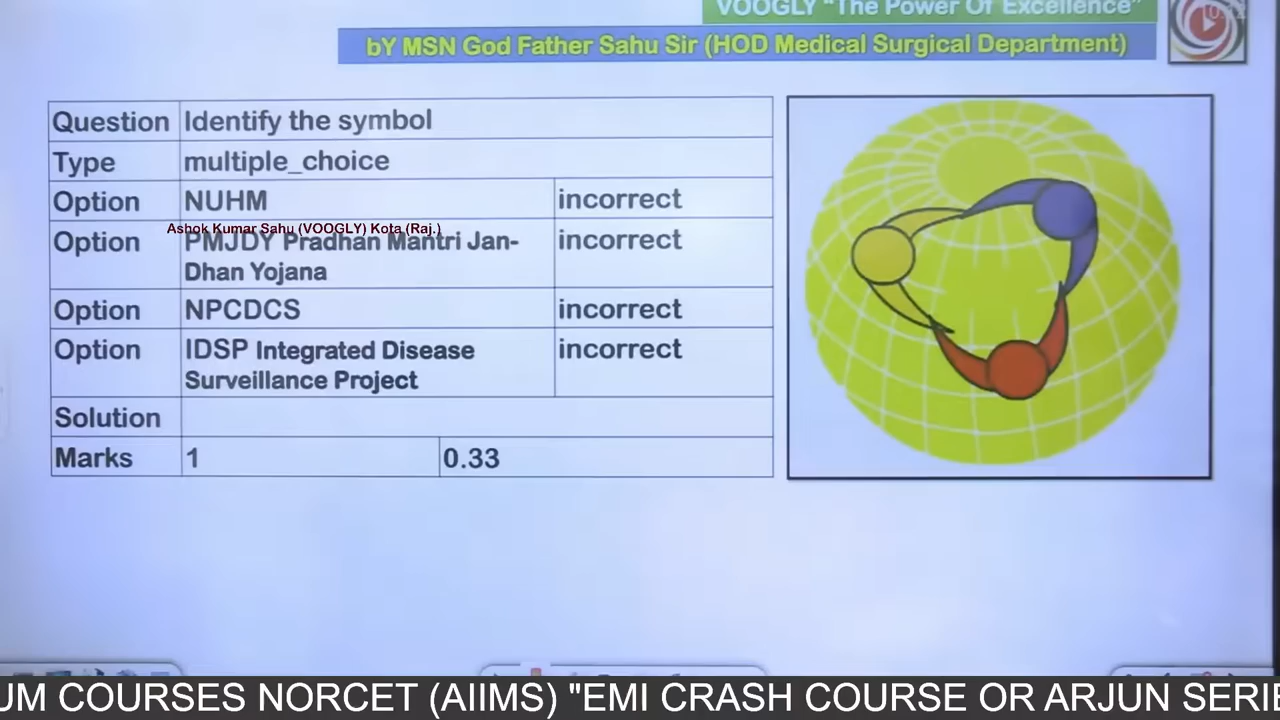 VOOGLY "The Power Of Excellence"
bY MSN God Father Sahu Sir (HOD Medical Surgical Department)
Question Identify the symbol
Type multiple_choice
Option NUHM incorrect
Ashok Kumar Sahu (VOOGLY) Kota (Raj.)
Option PMJDY Pradhan Mantri Jan- incorrect
Dhan Yojana
Option NPCDCS incorrect
Option IDSP Integrated Disease incorrect
Surveillance Project
Solution
Marks 1 0.33
UM COURSES NORCET (AIIMS) "EMI CRASH COURSE OR ARJUN SERIE